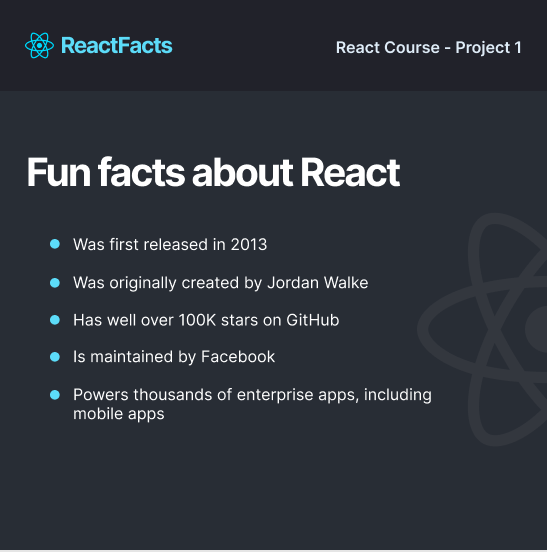 ReactFacts
React Course - Project 1
Fun facts about React
Was first released in 2013
Was originally created by Jordan Walke
Has well over 100K stars on GitHub
Is maintained by Facebook
Powers thousands of enterprise apps, including
mobile apps